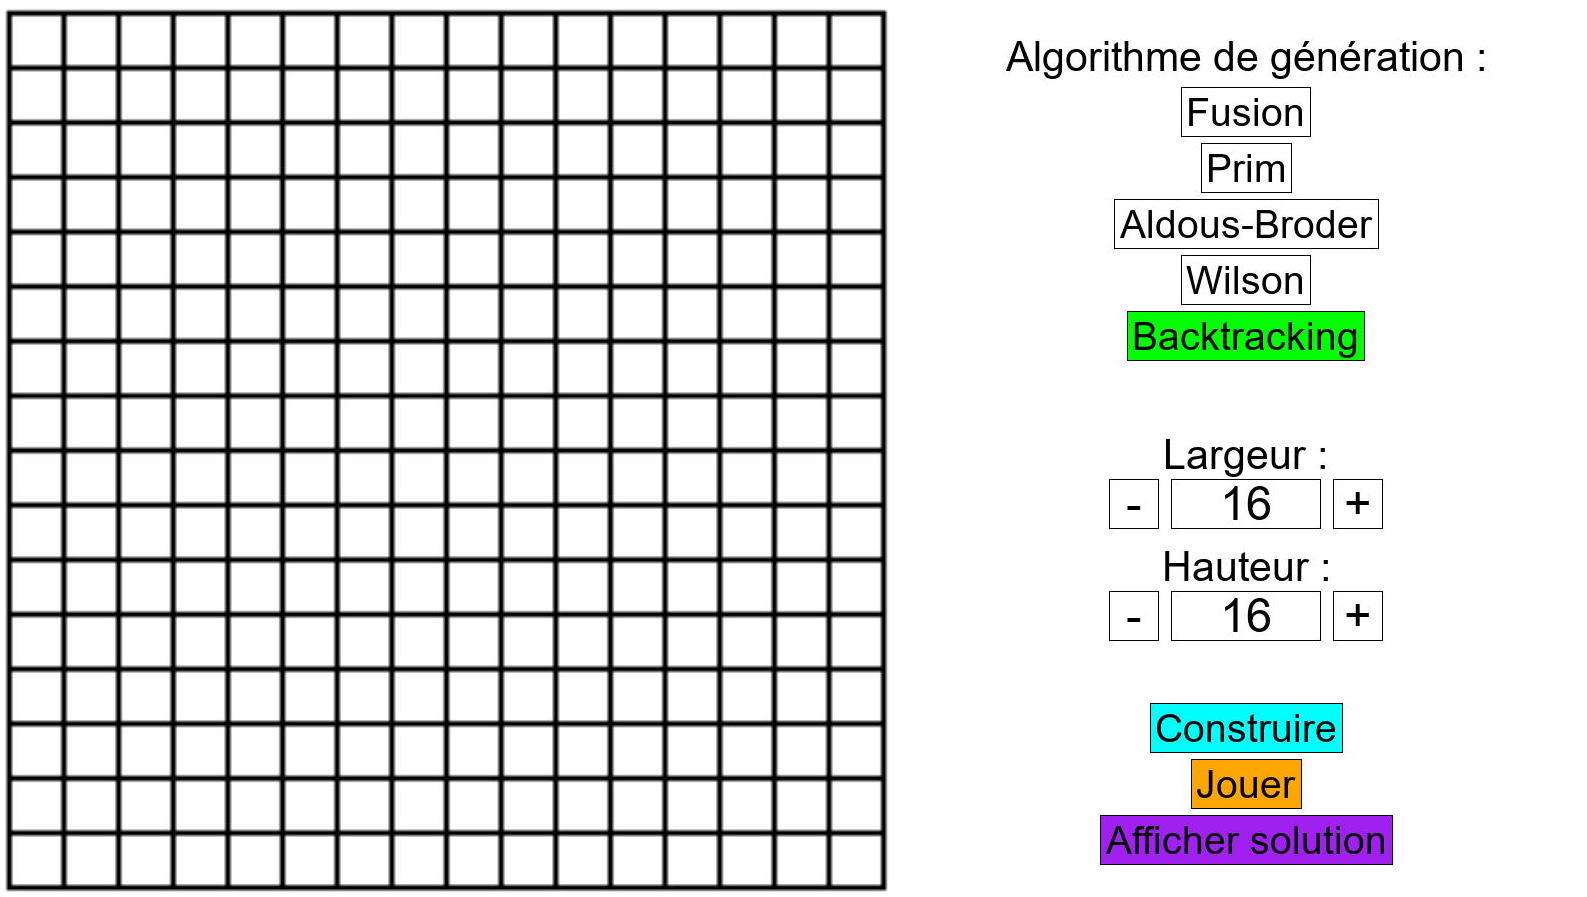 Algorithme de génération :
Fusion
Prim
Aldous-Broder
Wilson
Backtracking
Largeur :
- 16 +
Hauteur :
- 16 +
Construire
Jouer
Afficher solution